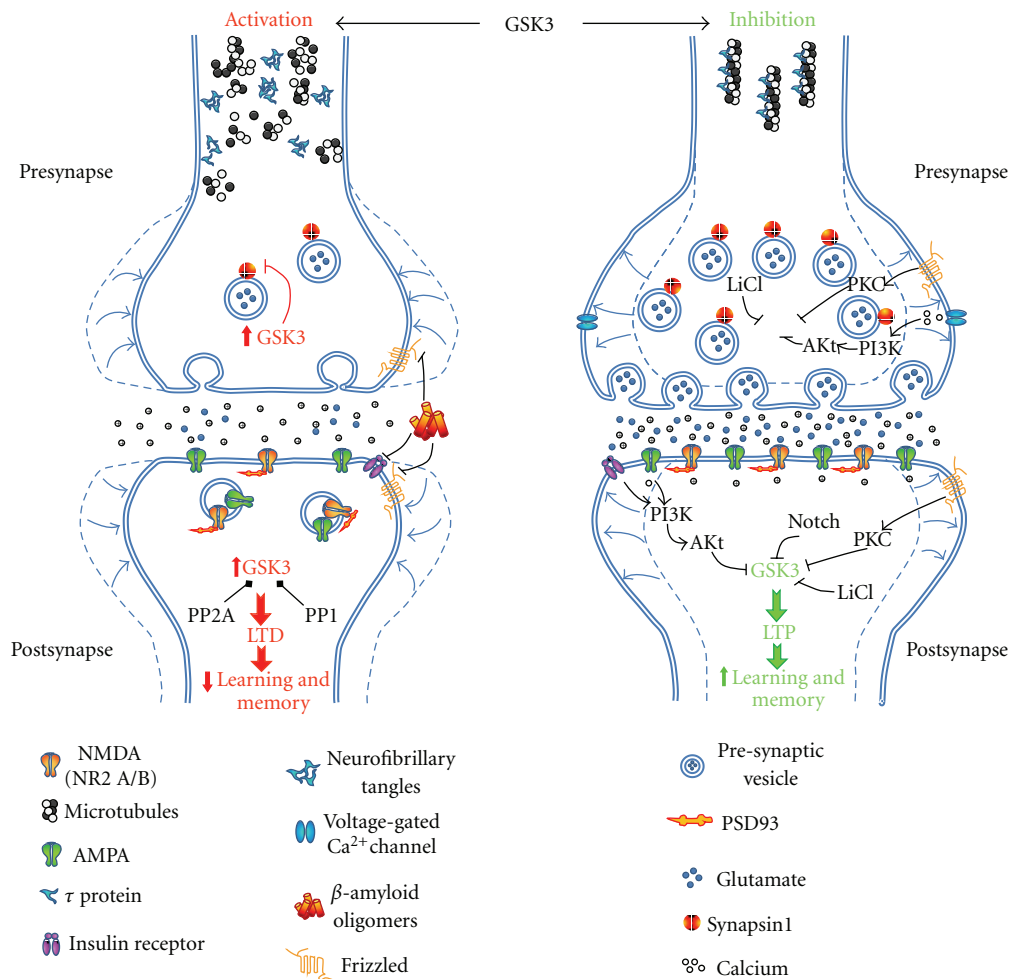 Activation
GSK3
Inhibition
Presynapse
Presynapse
GSK3
LiCl
PKC
AKt
PI3K
PI3K
AKt
Notch
PKC
GSK3
LiCl
GSK3
PP2A
PP1
LTD
LTP
Postsynapse
Postsynapse
Learning and
memory
Learning and
memory
NMDA
(NR2 A/B)
Microtubules
AMPA
τ protein
Insulin receptor
Neurofibrillary
tangles
Voltage-gated
Ca2+ channel
β-amyloid
oligomers
Frizzled
Pre-synaptic
vesicle
PSD93
Glutamate
Synapsin1
Calcium